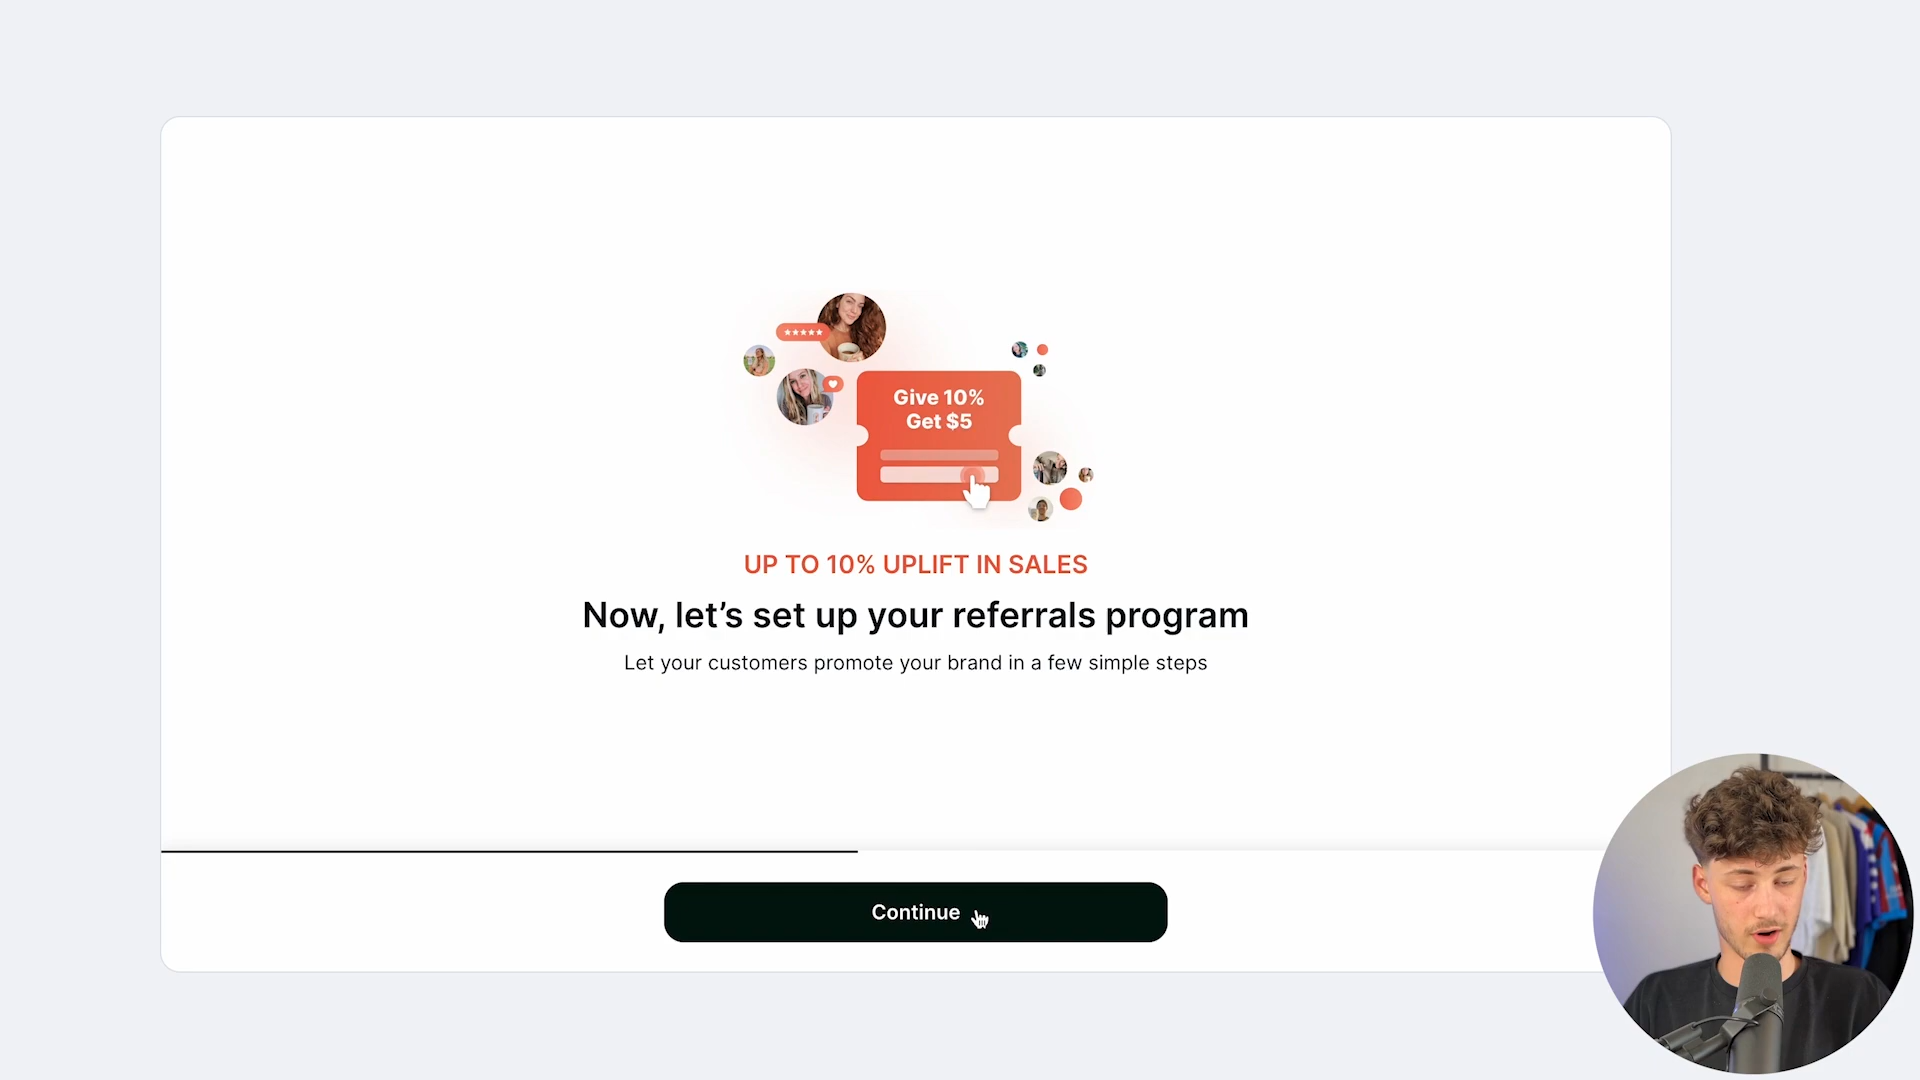 Give 10%
Get $5
UP TO 10% UPLIFT IN SALES
Now, let’s set up your referrals program
Let your customers promote your brand in a few simple steps
Continue